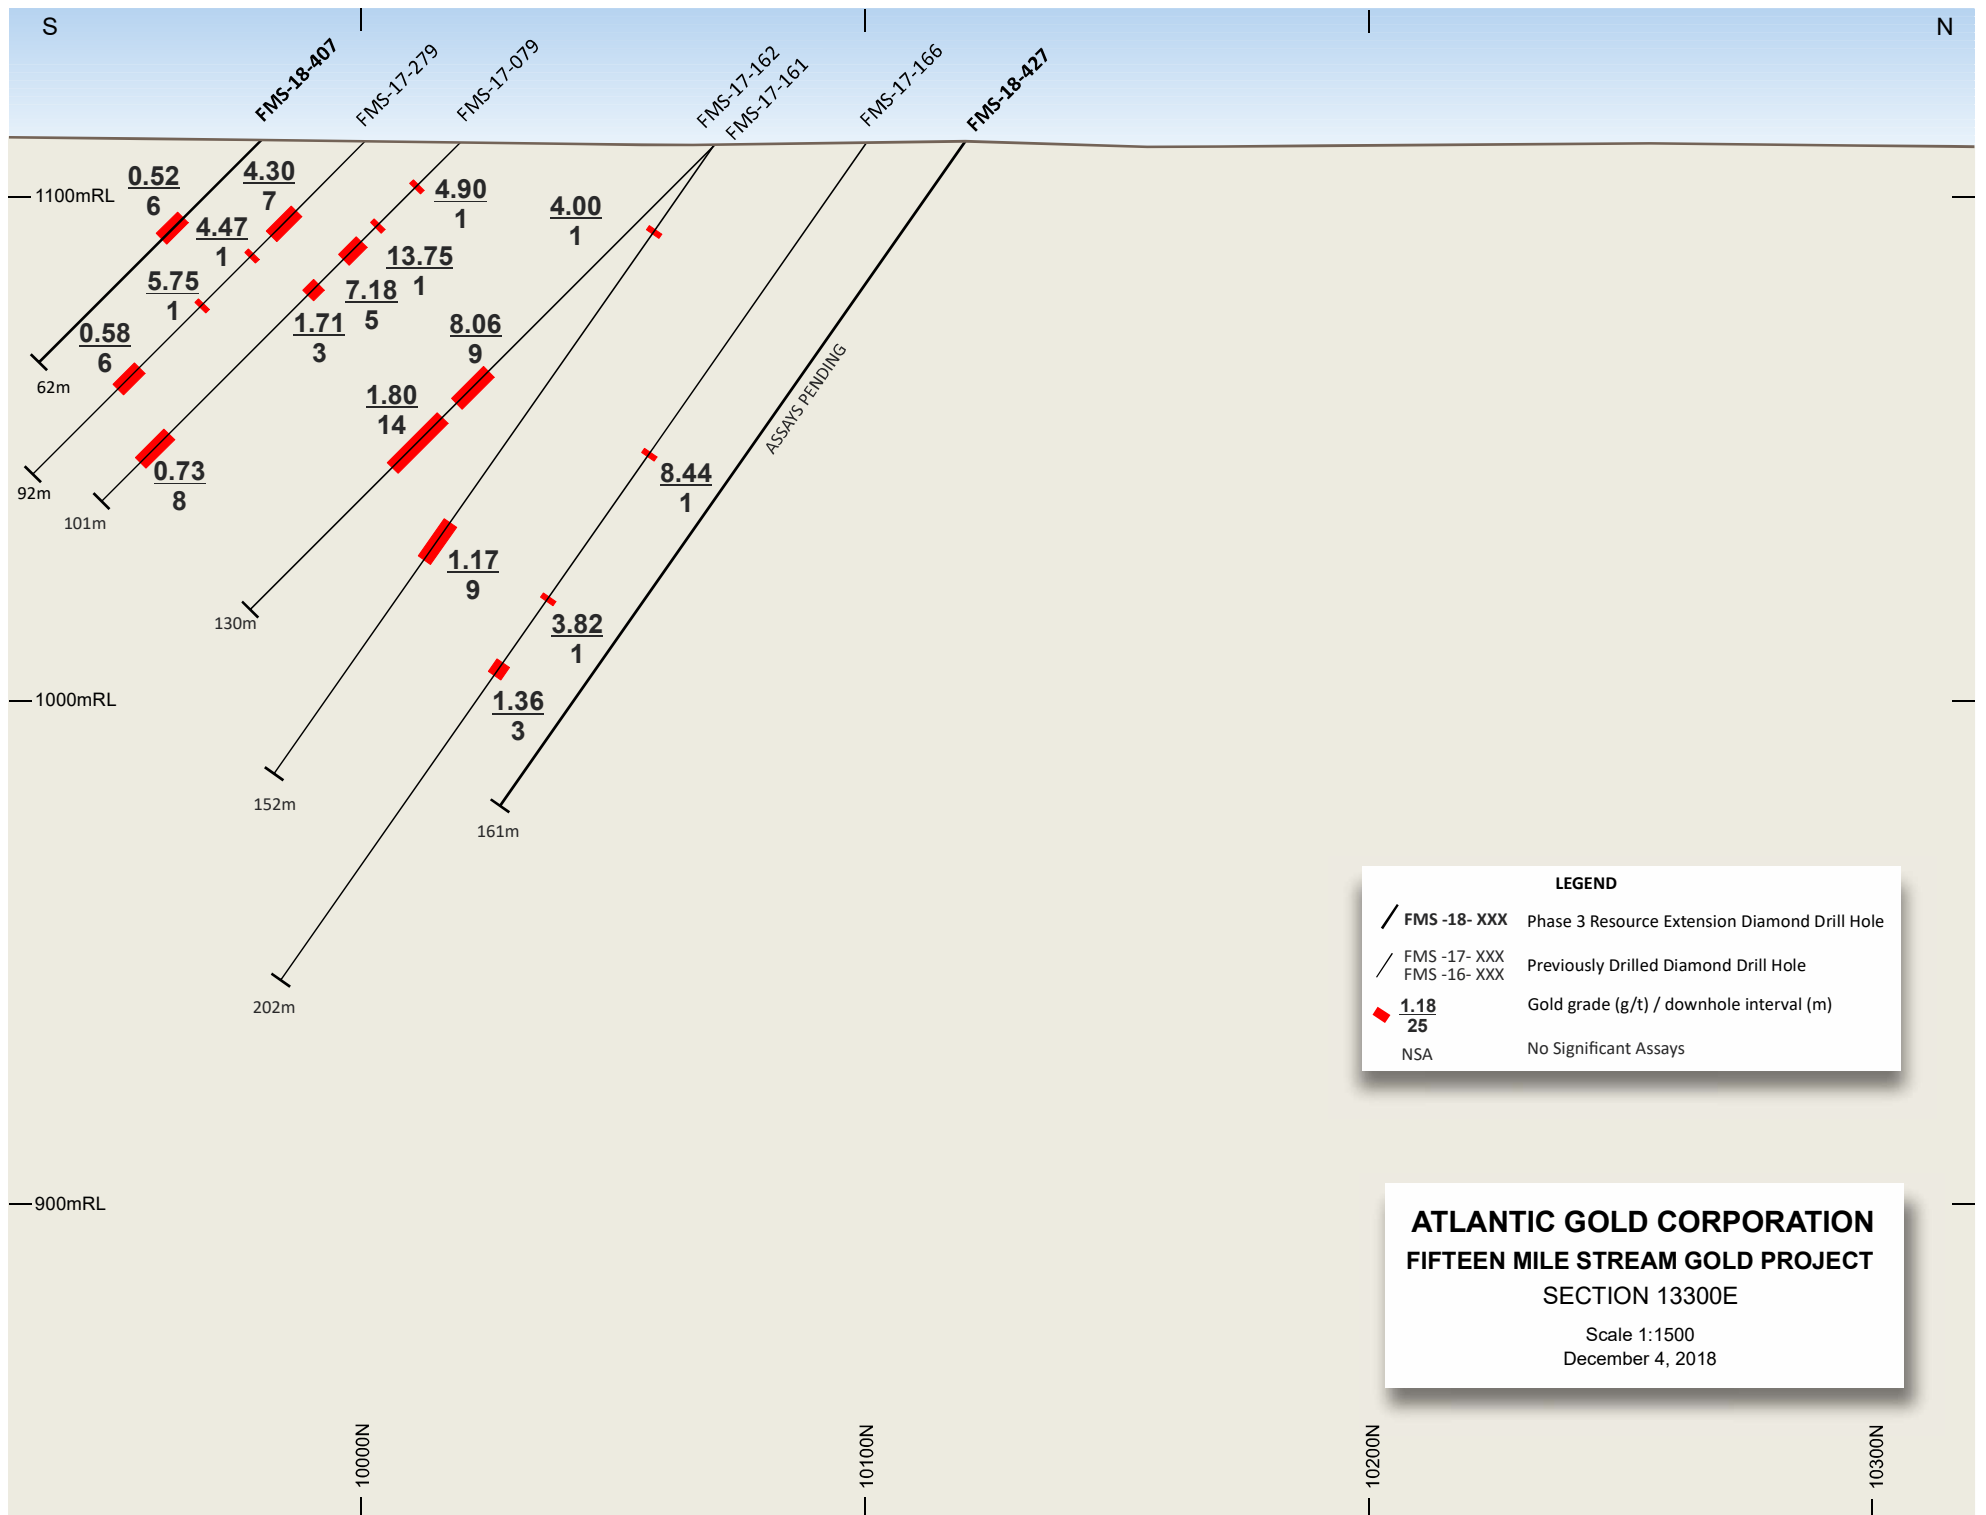 S
N
FMS-18-407
FMS-17-279
FMS-17-079
FMS-17-162
FMS-17-161
FMS-17-166
FMS-18-427
1100mRL
0.52
6
4.30
7
4.47
1
5.75
1
0.58
6
4.90
1
13.75
1
7.18
5
1.71
3
0.73
8
4.00
1
8.06
9
1.80
14
1.17
9
8.44
1
3.82
1
1.36
3
ASSAYS PENDING
62m
92m
101m
130m
152m
161m
202m
1000mRL
900mRL
LEGEND
FMS -18- XXX Phase 3 Resource Extension Diamond Drill Hole
FMS -17- XXX
FMS -16- XXX
Previously Drilled Diamond Drill Hole
1.18
25
Gold grade (g/t) / downhole interval (m)
NSA No Significant Assays
ATLANTIC GOLD CORPORATION
FIFTEEN MILE STREAM GOLD PROJECT
SECTION 13300E
Scale 1:1500
December 4, 2018
10000N
10100N
10200N
10300N